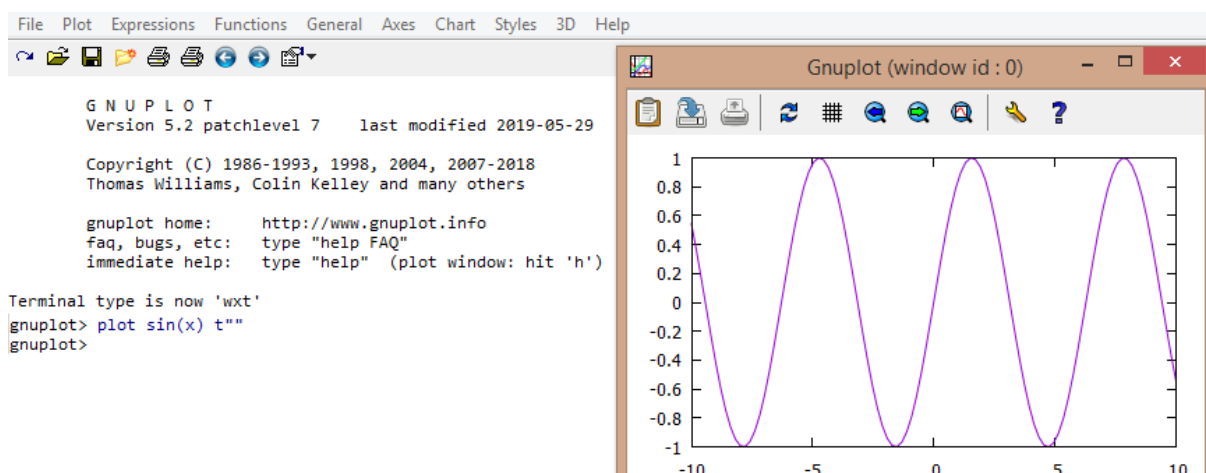 File Plot Expressions Functions General Axes Chart Styles 3D Help
G N U P L O T
Version 5.2 patchlevel 7    last modified 2019-05-29
Copyright (C) 1986-1993, 1998, 2004, 2007-2018
Thomas Williams, Colin Kelley and many others
gnuplot home:     http://www.gnuplot.info
faq, bugs, etc:   type "help FAQ"
immediate help:   type "help"  (plot window: hit 'h')
Terminal type is now 'wxt'
gnuplot> plot sin(x) t""
gnuplot>
Gnuplot (window id : 0)
1
0.8
0.6
0.4
0.2
0
-0.2
-0.4
-0.6
-0.8
-1
-10 -5 0 5 10